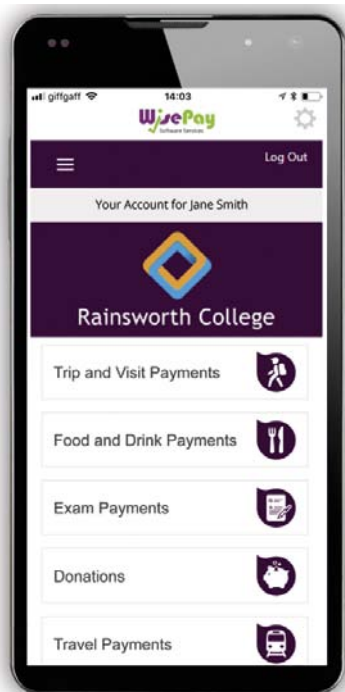 giffgaff 14:03
WisePay
Software Services
Log Out
Your Account for Jane Smith
Rainsworth College
Trip and Visit Payments
Food and Drink Payments
Exam Payments
Donations
Travel Payments